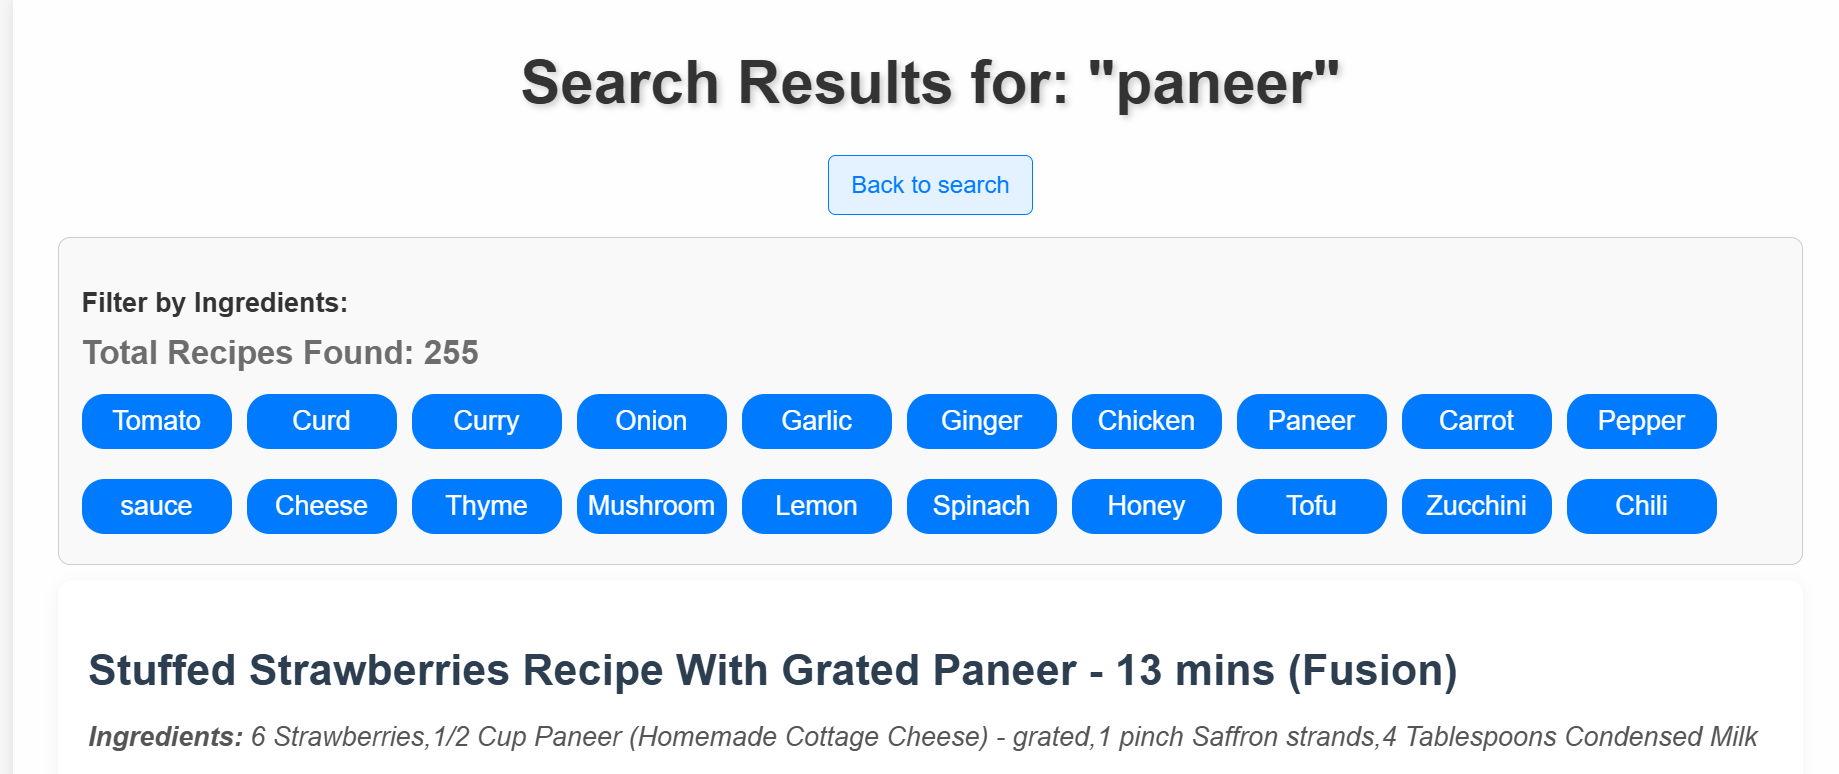 Search Results for: "paneer"
Back to search
Filter by Ingredients:
Total Recipes Found: 255
Tomato Curd Curry Onion Garlic Ginger Chicken Paneer Carrot Pepper
sauce Cheese Thyme Mushroom Lemon Spinach Honey Tofu Zucchini Chili
Stuffed Strawberries Recipe With Grated Paneer - 13 mins (Fusion)
Ingredients: 6 Strawberries,1/2 Cup Paneer (Homemade Cottage Cheese) - grated,1 pinch Saffron strands,4 Tablespoons Condensed Milk